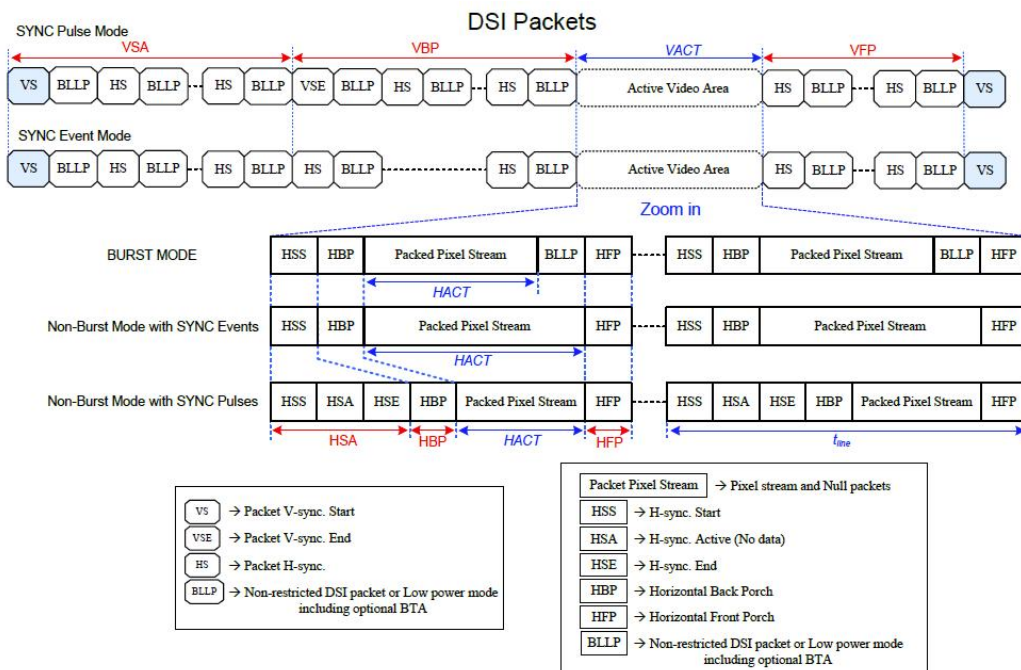 DSI Packets
SYNC Pulse Mode
VSA VBP VACT VFP
VS BLLP HS BLLP HS BLLP VSE BLLP HS BLLP HS BLLP Active Video Area HS BLLP HS BLLP VS
SYNC Event Mode
VS BLLP HS BLLP HS BLLP HS BLLP HS BLLP Active Video Area HS BLLP HS BLLP VS
Zoom in
BURST MODE HSS HBP Packed Pixel Stream BLLP HFP HSS HBP Packed Pixel Stream BLLP HFP
HACT
Non-Burst Mode with SYNC Events HSS HBP Packed Pixel Stream HFP HSS HBP Packed Pixel Stream HFP
HACT
Non-Burst Mode with SYNC Pulses HSS HSA HSE HBP Packed Pixel Stream HFP HSS HSA HSE HBP Packed Pixel Stream HFP
HSA HBP HACT HFP tline
VS → Packet V-sync. Start
VSE → Packet V-sync. End
HS → Packet H-sync.
BLLP → Non-restricted DSI packet or Low power mode
including optional BTA
Packet Pixel Stream → Pixel stream and Null packets
HSS → H-sync. Start
HSA → H-sync. Active (No data)
HSE → H-sync. End
HBP → Horizontal Back Porch
HFP → Horizontal Front Porch
BLLP → Non-restricted DSI packet or Low power mode
including optional BTA